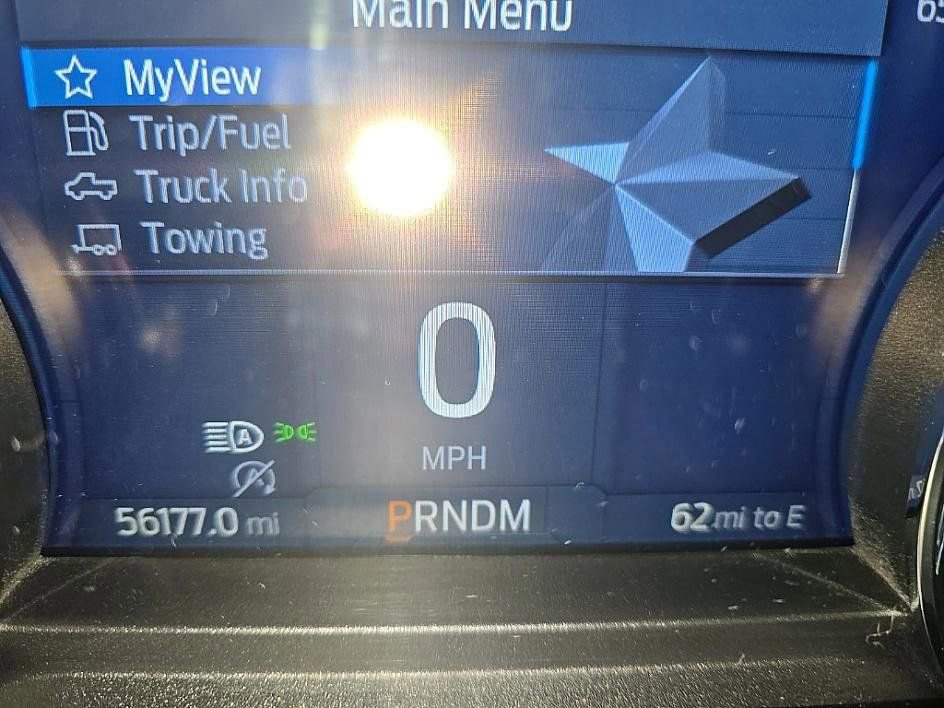 Main Menu
MyView
Trip/Fuel
Truck Info
Towing
0
MPH
A
56177.0 mi
PRNDM
62mi to E